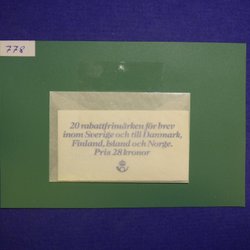 778
20 rabattfrimärken för brev
inom Sverige och till Danmark,
Finland, Island och Norge.
Pris 28 kronor